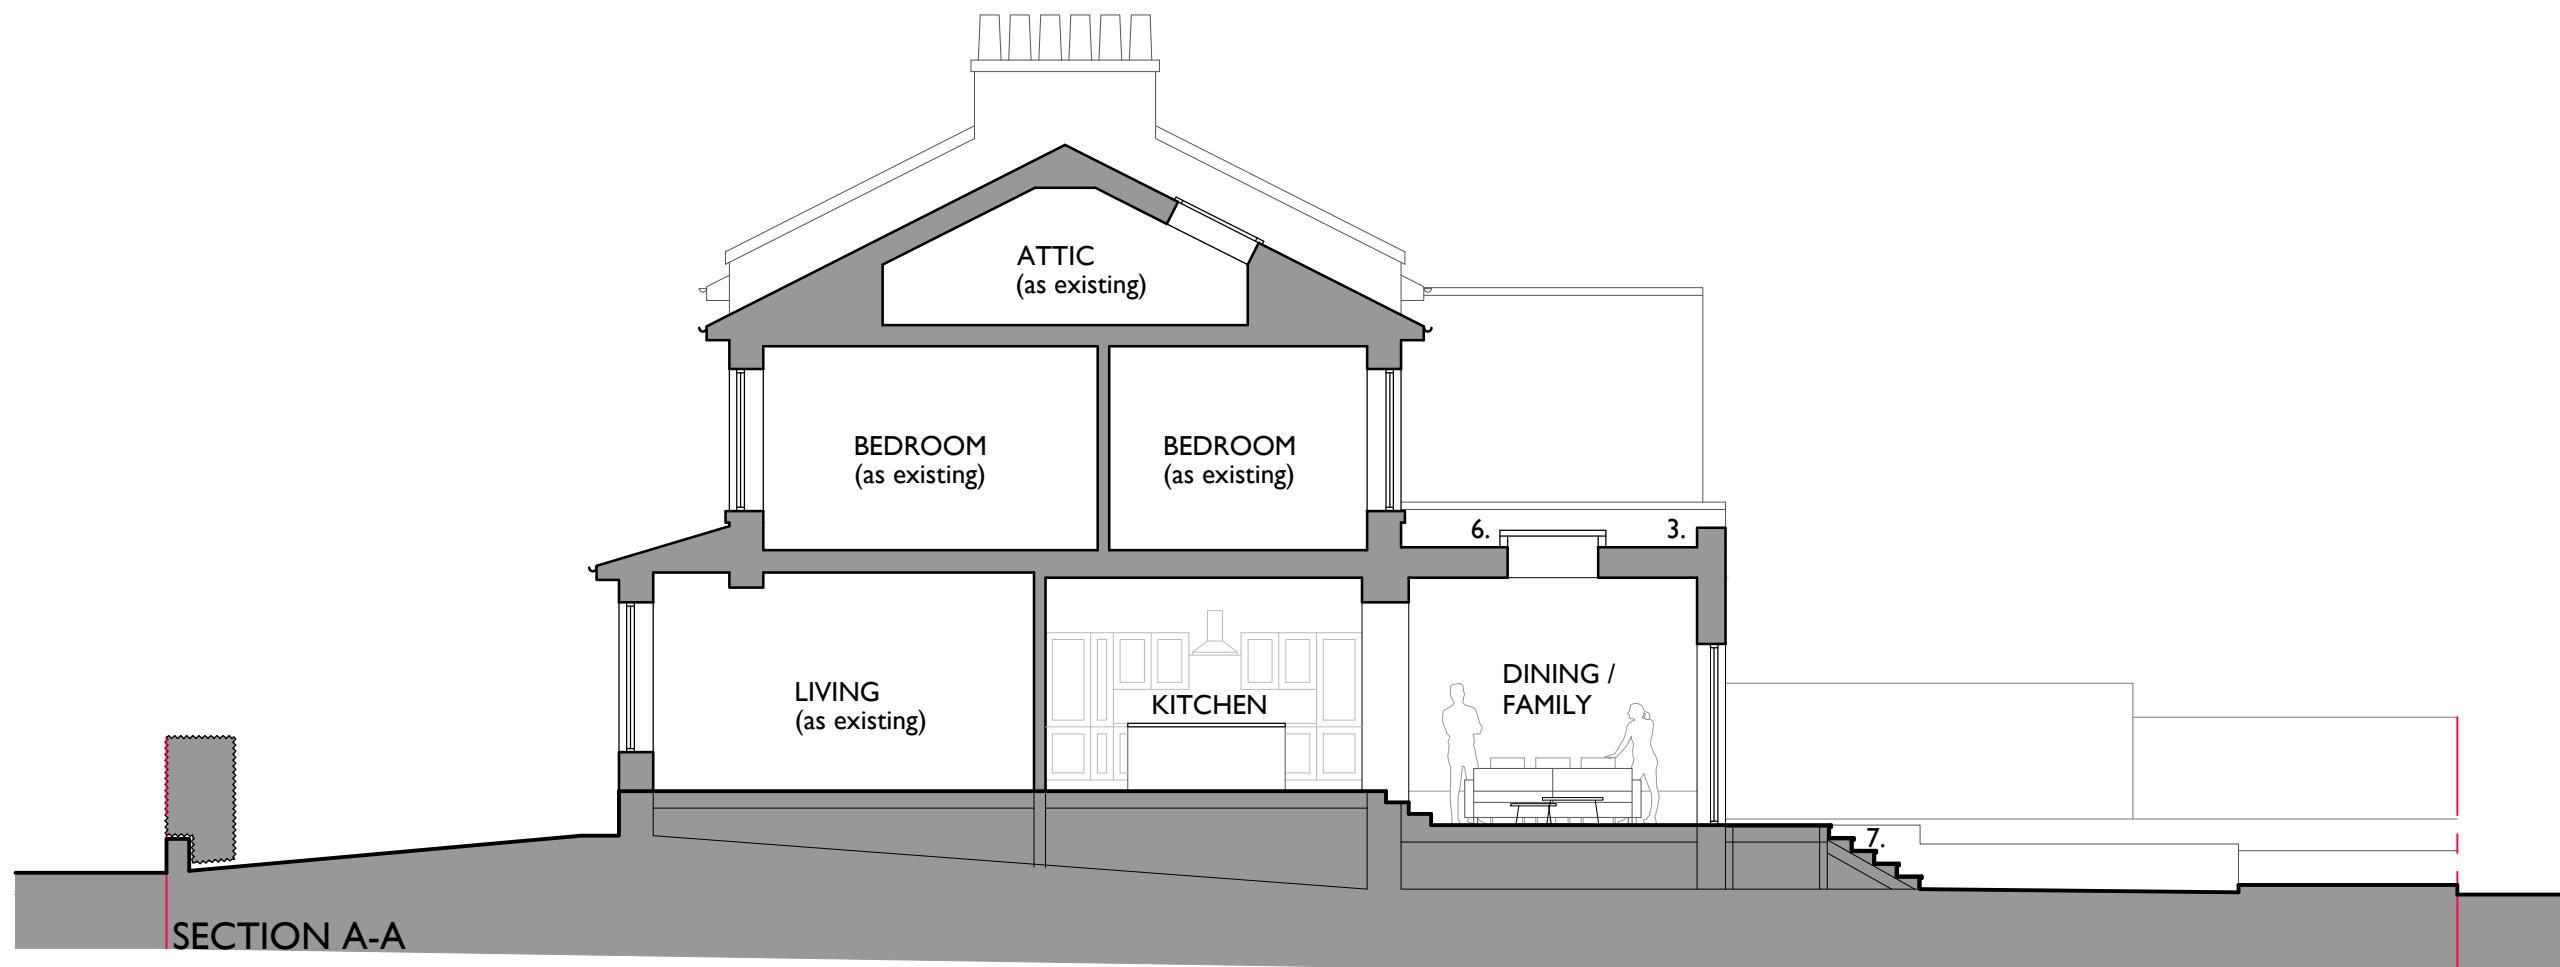 ATTIC
(as existing)
BEDROOM
(as existing)
BEDROOM
(as existing)
6.
3.
LIVING
(as existing)
KITCHEN
DINING /
FAMILY
7.
SECTION A-A